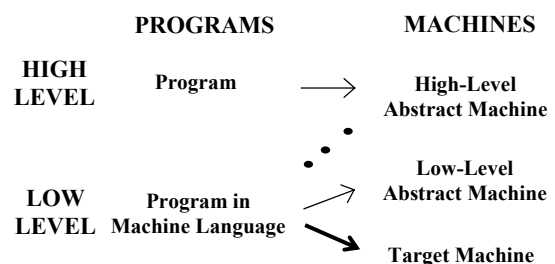 PROGRAMS MACHINES
HIGH
LEVEL
Program
High-Level
Abstract Machine
Low-Level
Abstract Machine
LOW
LEVEL
Program in
Machine Language
Target Machine